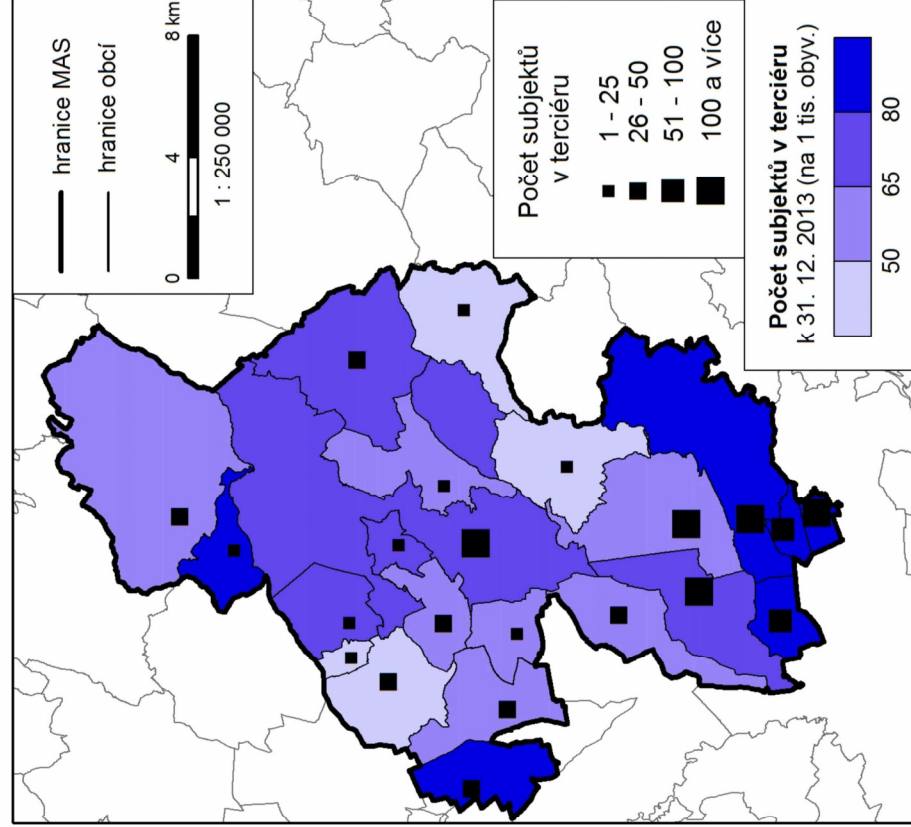 hranice MAS
hranice obcí
0 4 8 km
1 : 250 000
Počet subjektů
v terciéru
1 - 25
26 - 50
51 - 100
100 a více
Počet subjektů v terciéru
k 31. 12. 2013 (na 1 tis. obyv.)
50 65 80